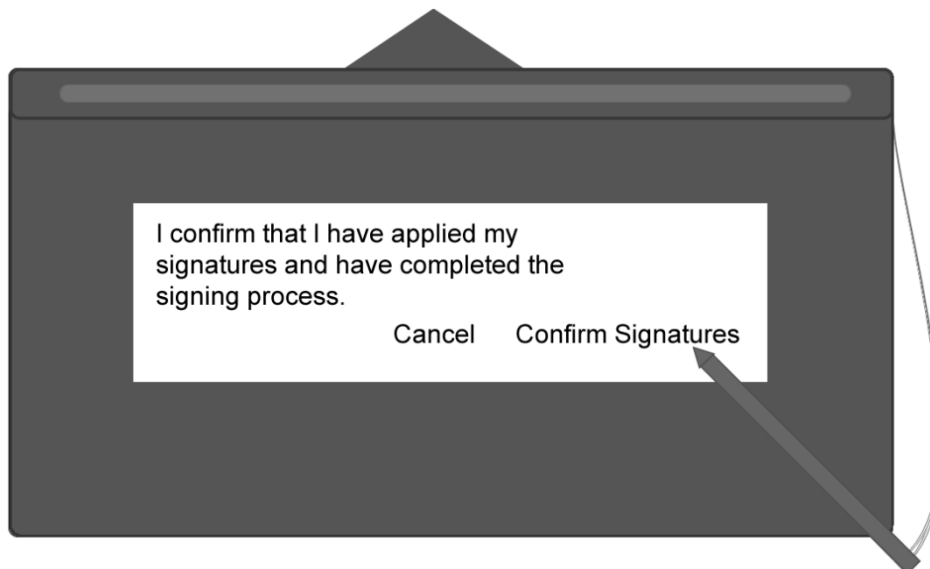 I confirm that I have applied my
signatures and have completed the
signing process.
Cancel Confirm Signatures